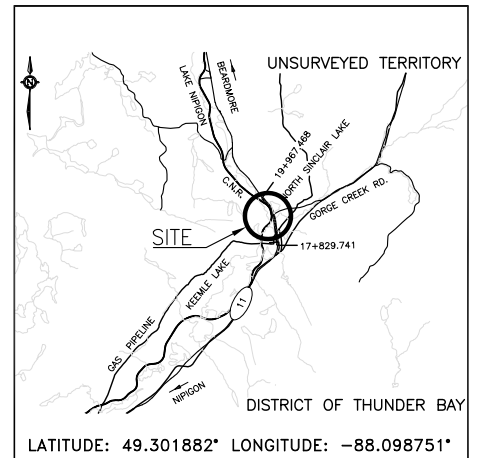 UNSURVEYED TERRITORY
N
LAKE NIPIGON
BEARDMORE
19+967.468
NORTH SINCLAIR LAKE
C.N.R.
GORGE CREEK RD.
SITE
17+829.741
KEEMLE LAKE
GAS PIPELINE
11
NIPIGON
DISTRICT OF THUNDER BAY
LATITUDE: 49.301882° LONGITUDE: -88.098751°